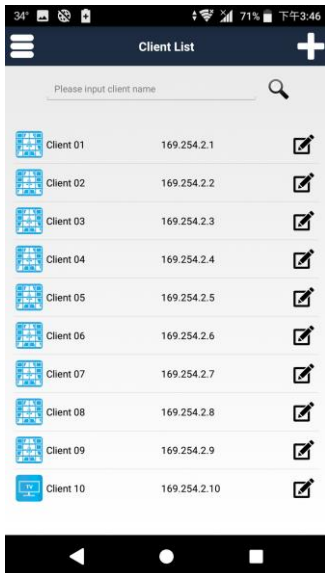 34° 71% 下午3:46
Client List
Please input client name
Client 01 169.254.2.1
Client 02 169.254.2.2
Client 03 169.254.2.3
Client 04 169.254.2.4
Client 05 169.254.2.5
Client 06 169.254.2.6
Client 07 169.254.2.7
Client 08 169.254.2.8
Client 09 169.254.2.9
TV Client 10 169.254.2.10